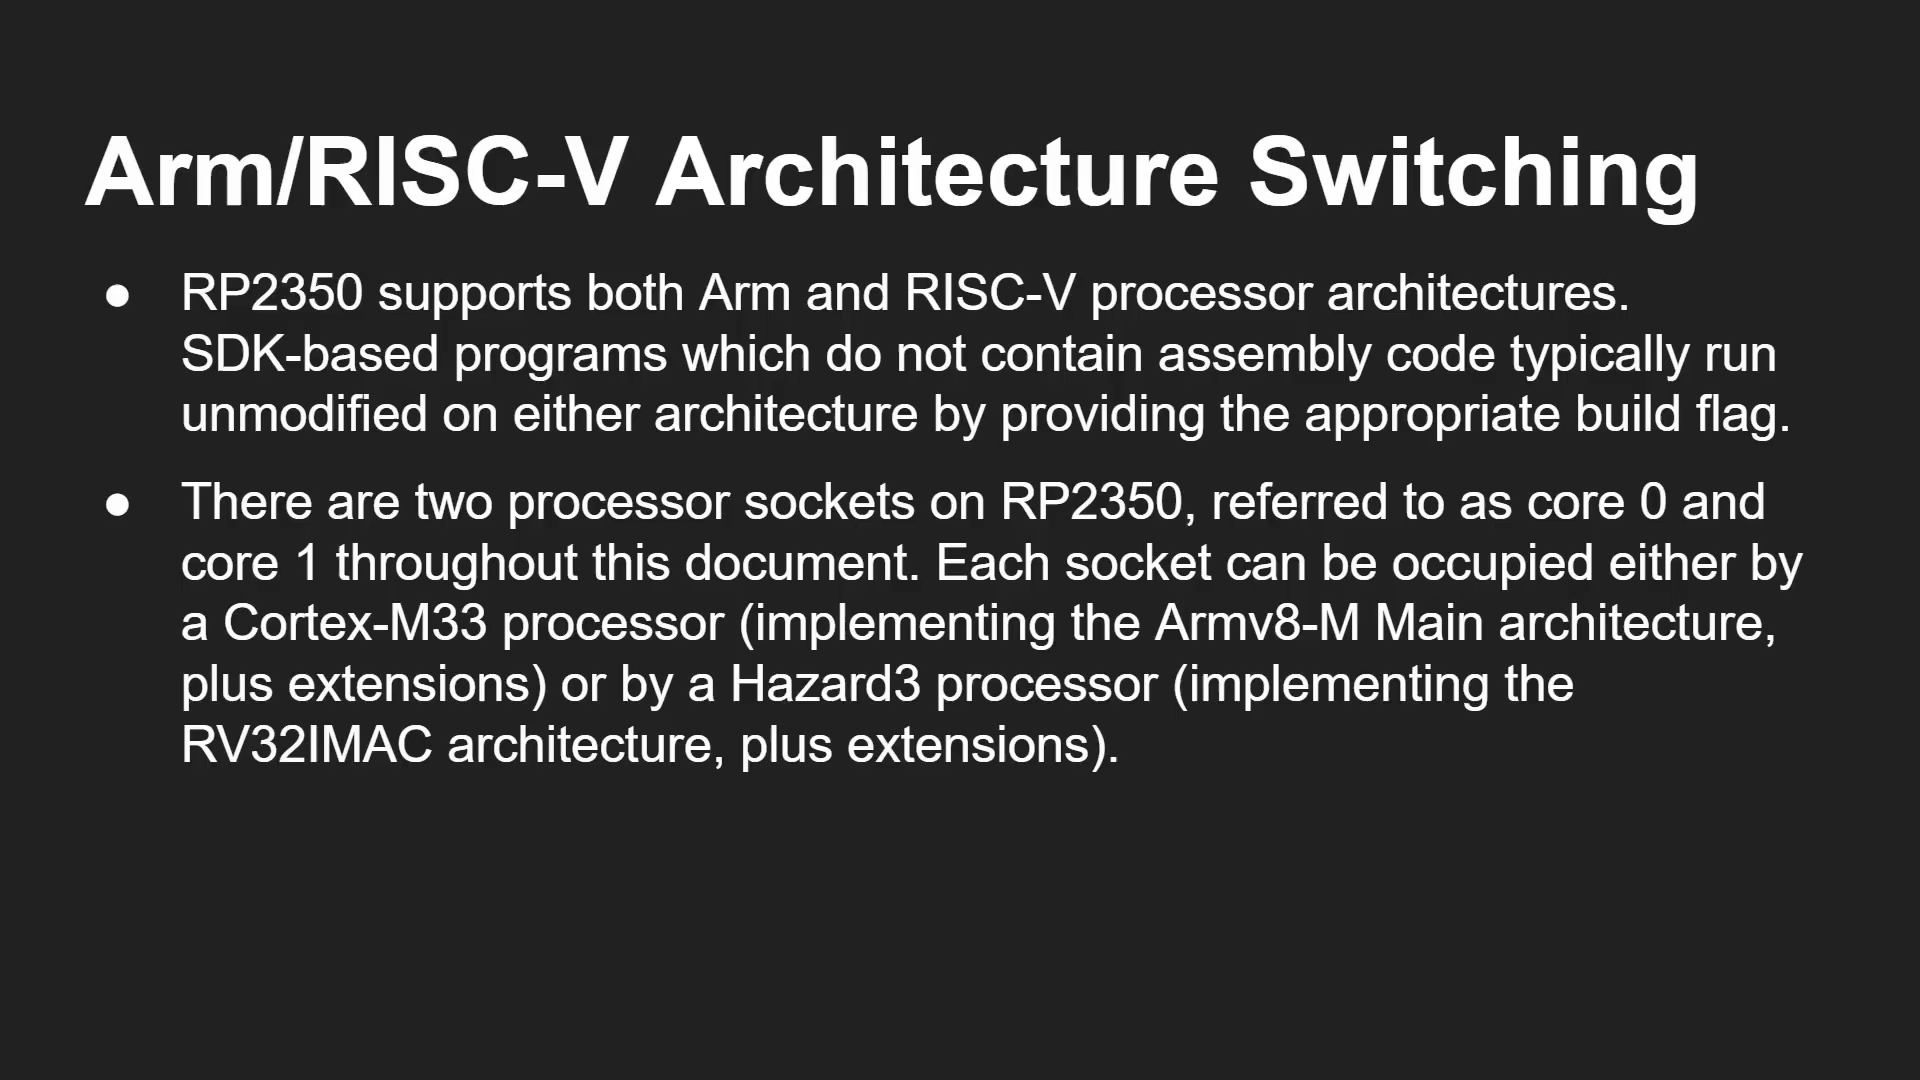 Arm/RISC-V Architecture Switching
● RP2350 supports both Arm and RISC-V processor architectures.
SDK-based programs which do not contain assembly code typically run
unmodified on either architecture by providing the appropriate build flag.
● There are two processor sockets on RP2350, referred to as core 0 and
core 1 throughout this document. Each socket can be occupied either by
a Cortex-M33 processor (implementing the Armv8-M Main architecture,
plus extensions) or by a Hazard3 processor (implementing the
RV32IMAC architecture, plus extensions).